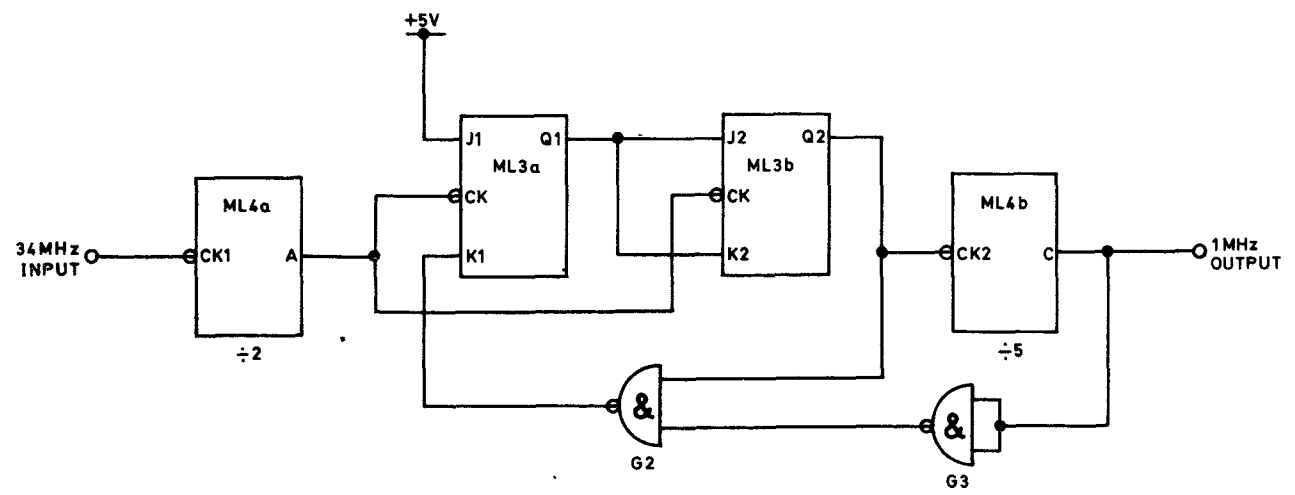 +5V
J1 Q1
ML3a
CK
K1
J2 Q2
ML3b
CK
K2
ML4a
34MHz
INPUT
CK1 A
÷2
ML4b
CK2 C
÷5
1MHz
OUTPUT
&
G2
&
G3